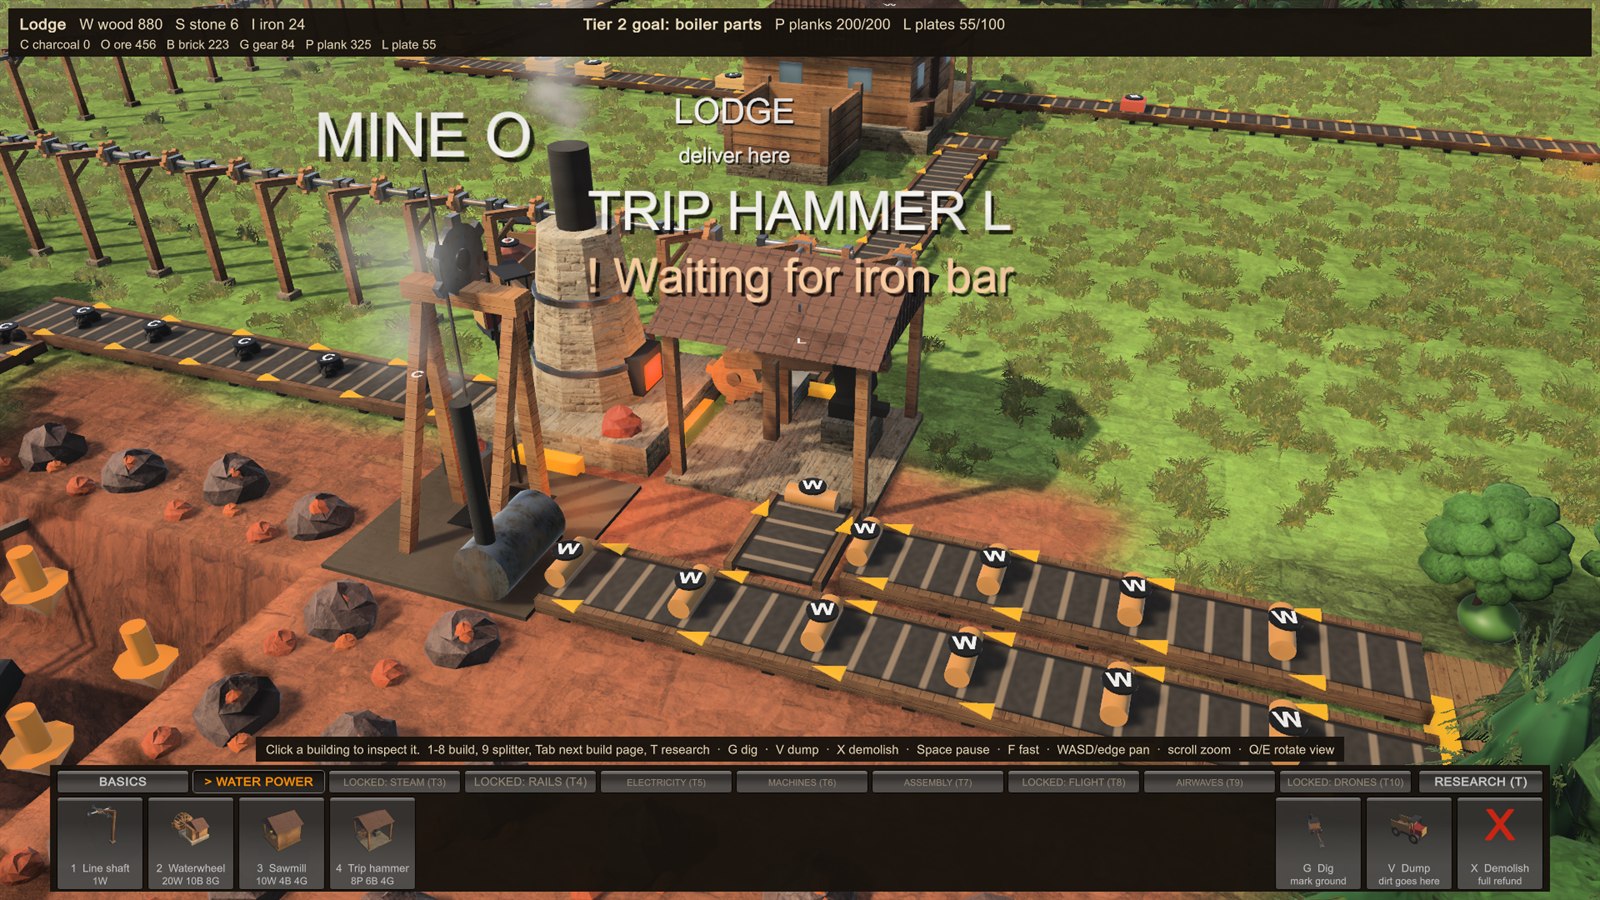 Lodge W wood 880 S stone 6 I iron 24
Tier 2 goal: boiler parts P planks 200/200 L plates 55/100
C charcoal 0 O ore 456 B brick 223 G gear 84 P plank 325 L plate 55
MINE O
LODGE
deliver here
TRIP HAMMER L
! Waiting for iron bar
L
C
C
C
C
W
W
W
W
W
W
W
W
W
W
W
Click a building to inspect it. 1-8 build, 9 splitter, Tab next build page, T research · G dig · V dump · X demolish · Space pause · F fast · WASD/edge pan · scroll zoom · Q/E rotate view
BASICS
> WATER POWER
LOCKED: STEAM (T3)
LOCKED: RAILS (T4)
ELECTRICITY (T5)
MACHINES (T6)
ASSEMBLY (T7)
LOCKED: FLIGHT (T8)
AIRWAVES (T9)
LOCKED: DRONES (T10)
RESEARCH (T)
1 Line shaft
1W
2 Waterwheel
20W 10B 8G
3 Sawmill
10W 4B 4G
4 Trip hammer
8P 6B 4G
G Dig
mark ground
V Dump
dirt goes here
X Demolish
full refund